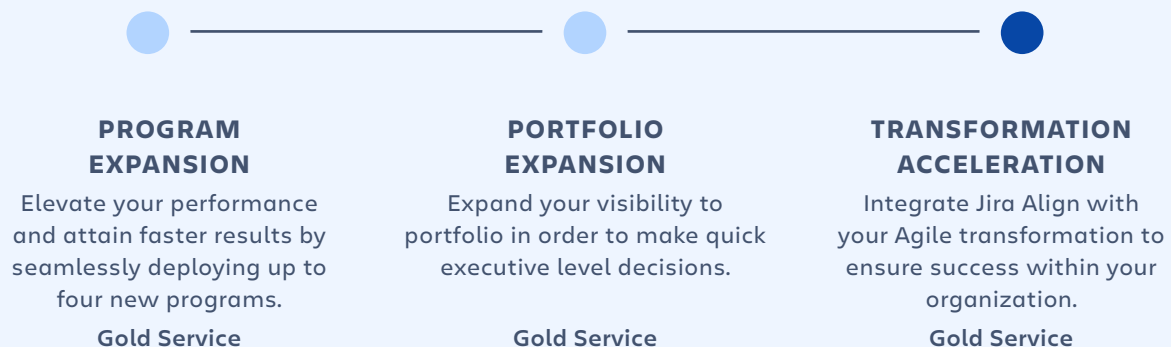 PROGRAM
EXPANSION
Elevate your performance
and attain faster results by
seamlessly deploying up to
four new programs.
Gold Service
PORTFOLIO
EXPANSION
Expand your visibility to
portfolio in order to make quick
executive level decisions.
Gold Service
TRANSFORMATION
ACCELERATION
Integrate Jira Align with
your Agile transformation to
ensure success within your
organization.
Gold Service